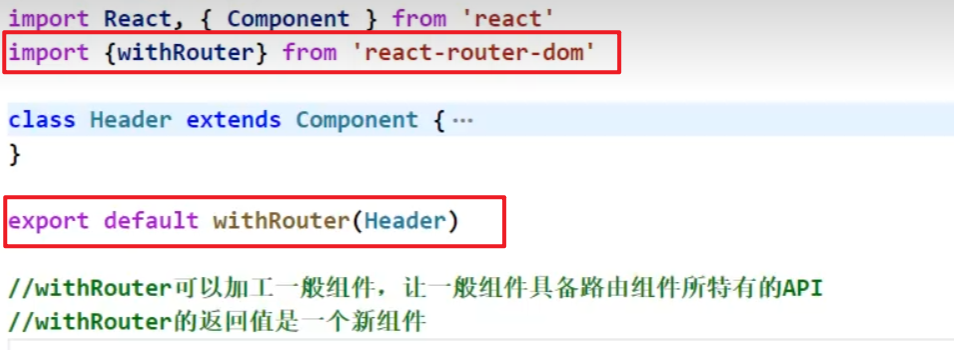 import React, { Component } from 'react'
import {withRouter} from 'react-router-dom'
class Header extends Component {···
}
export default withRouter(Header)
//withRouter可以加工一般组件，让一般组件具备路由组件所特有的API
//withRouter的返回值是一个新组件